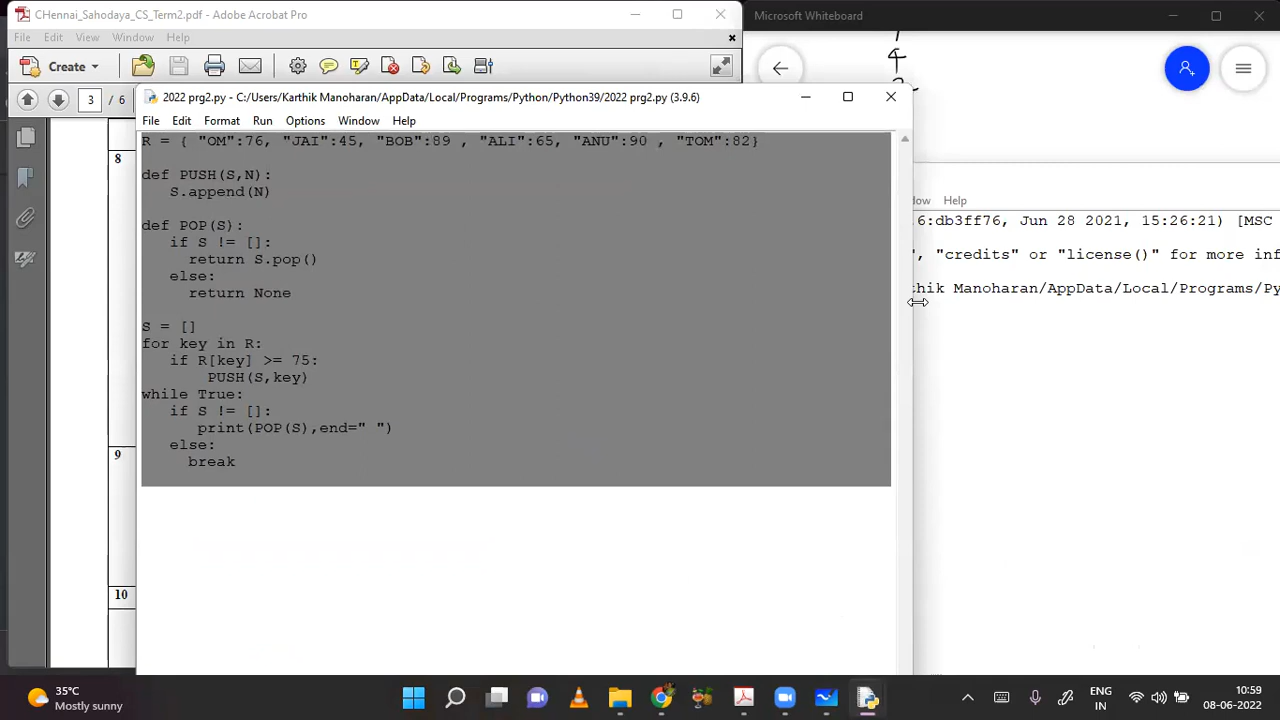 CHennai_Sahodaya_CS_Term2.pdf - Adobe Acrobat Pro
Microsoft Whiteboard
File Edit View Window Help
Create
3 / 6
4
2022 prg2.py - C:/Users/Karthik Manoharan/AppData/Local/Programs/Python/Python39/2022 prg2.py (3.9.6)
File Edit Format Run Options Window Help
R = { "OM":76, "JAI":45, "BOB":89 , "ALI":65, "ANU":90 , "TOM":82}
def PUSH(S,N):
S.append(N)
def POP(S):
if S != []:
return S.pop()
else:
return None
S = []
for key in R:
if R[key] >= 75:
PUSH(S,key)
while True:
if S != []:
print(POP(S),end=" ")
else:
break
8
9
10
dow Help
6:db3ff76, Jun 28 2021, 15:26:21) [MSC
", "credits" or "license()" for more inf
thik Manoharan/AppData/Local/Programs/Py
35°C
Mostly sunny
ENG
IN
10:59
08-06-2022